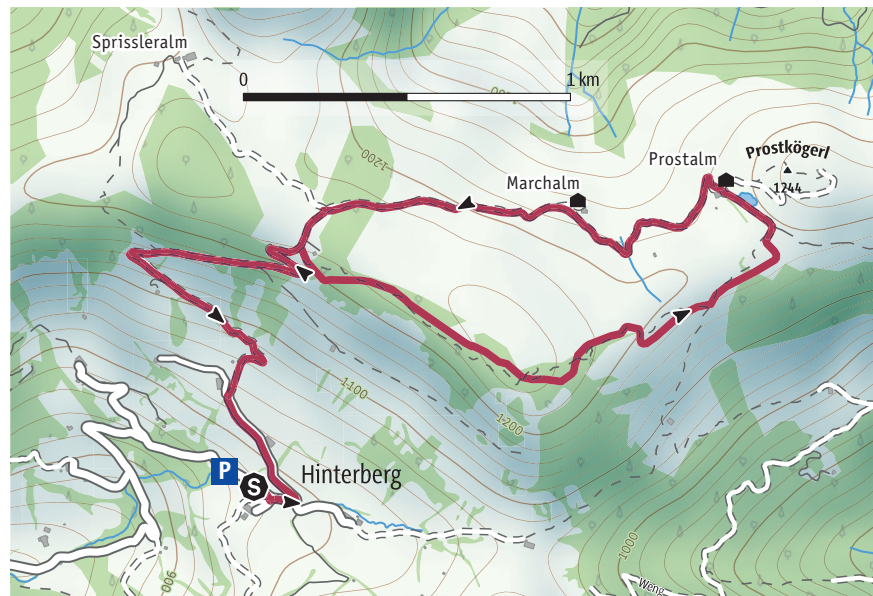 Sprissleralm
0
1 km
1200
Prostalm
Prostkögerl
Marchalm
1244
1100
1200
P
S
Hinterberg
1000
900
Weng